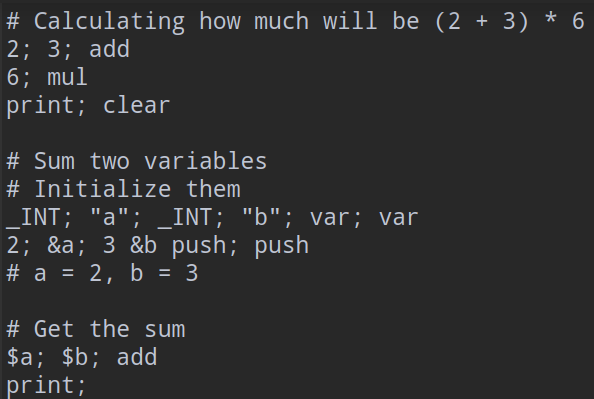 # Calculating how much will be (2 + 3) * 6
2; 3; add
6; mul
print; clear
# Sum two variables
# Initialize them
_INT; "a"; _INT; "b"; var; var
2; &a; 3 &b push; push
# a = 2, b = 3
# Get the sum
$a; $b; add
print;